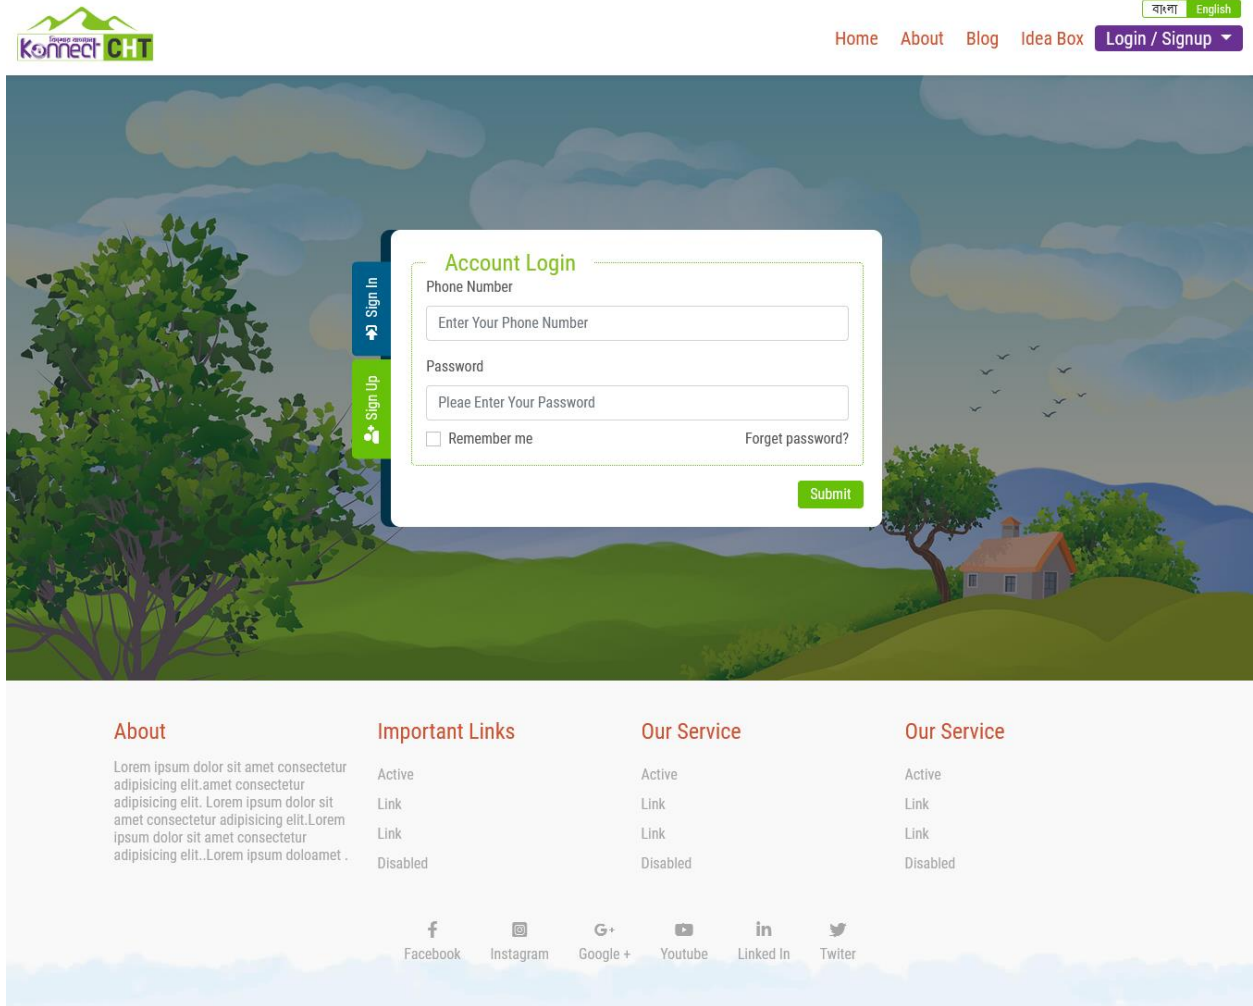 বাংলা English
Konnect CHT
Home About Blog Idea Box Login / Signup
Account Login
Sign In
Sign Up
Phone Number
Enter Your Phone Number
Password
Pleae Enter Your Password
Remember me Forget password?
Submit
About
Lorem ipsum dolor sit amet consectetur
adipisicing elit.amet consectetur
adipisicing elit. Lorem ipsum dolor sit
amet consectetur adipisicing elit.Lorem
ipsum dolor sit amet consectetur
adipisicing elit..Lorem ipsum doloamet .
Important Links
Active
Link
Link
Disabled
Our Service
Active
Link
Link
Disabled
Our Service
Active
Link
Link
Disabled
Facebook Instagram Google + Youtube Linked In Twiter